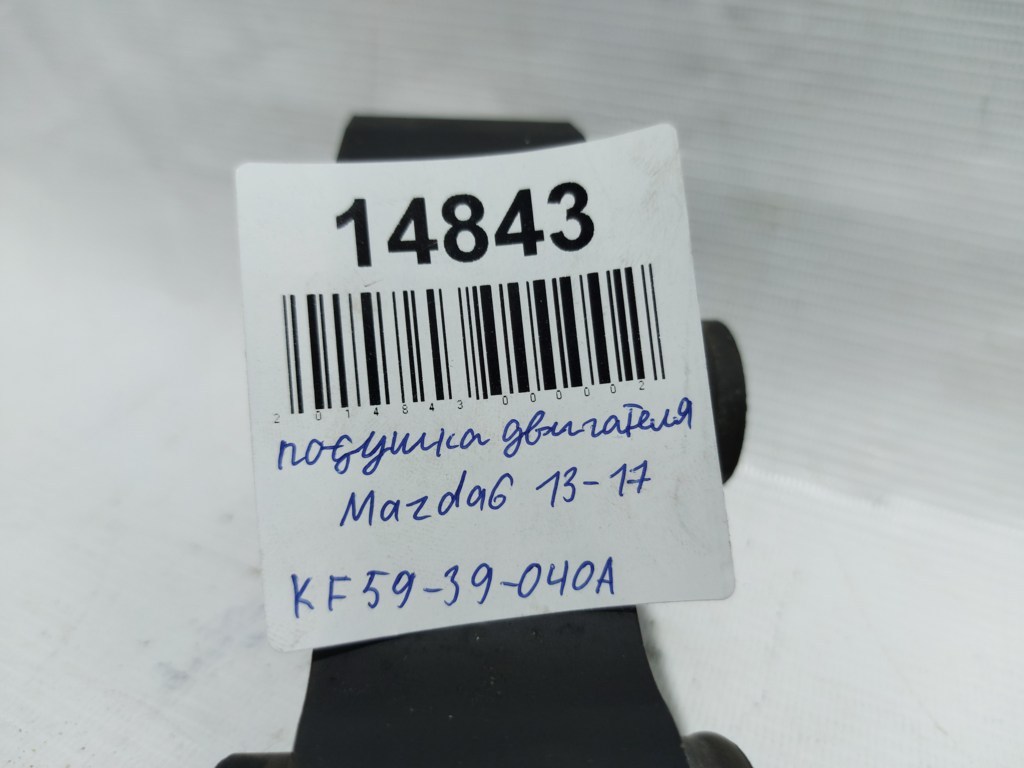 14843
2014843000002
подушка двигателя
Mazda6 13-17
KF59-39-040A